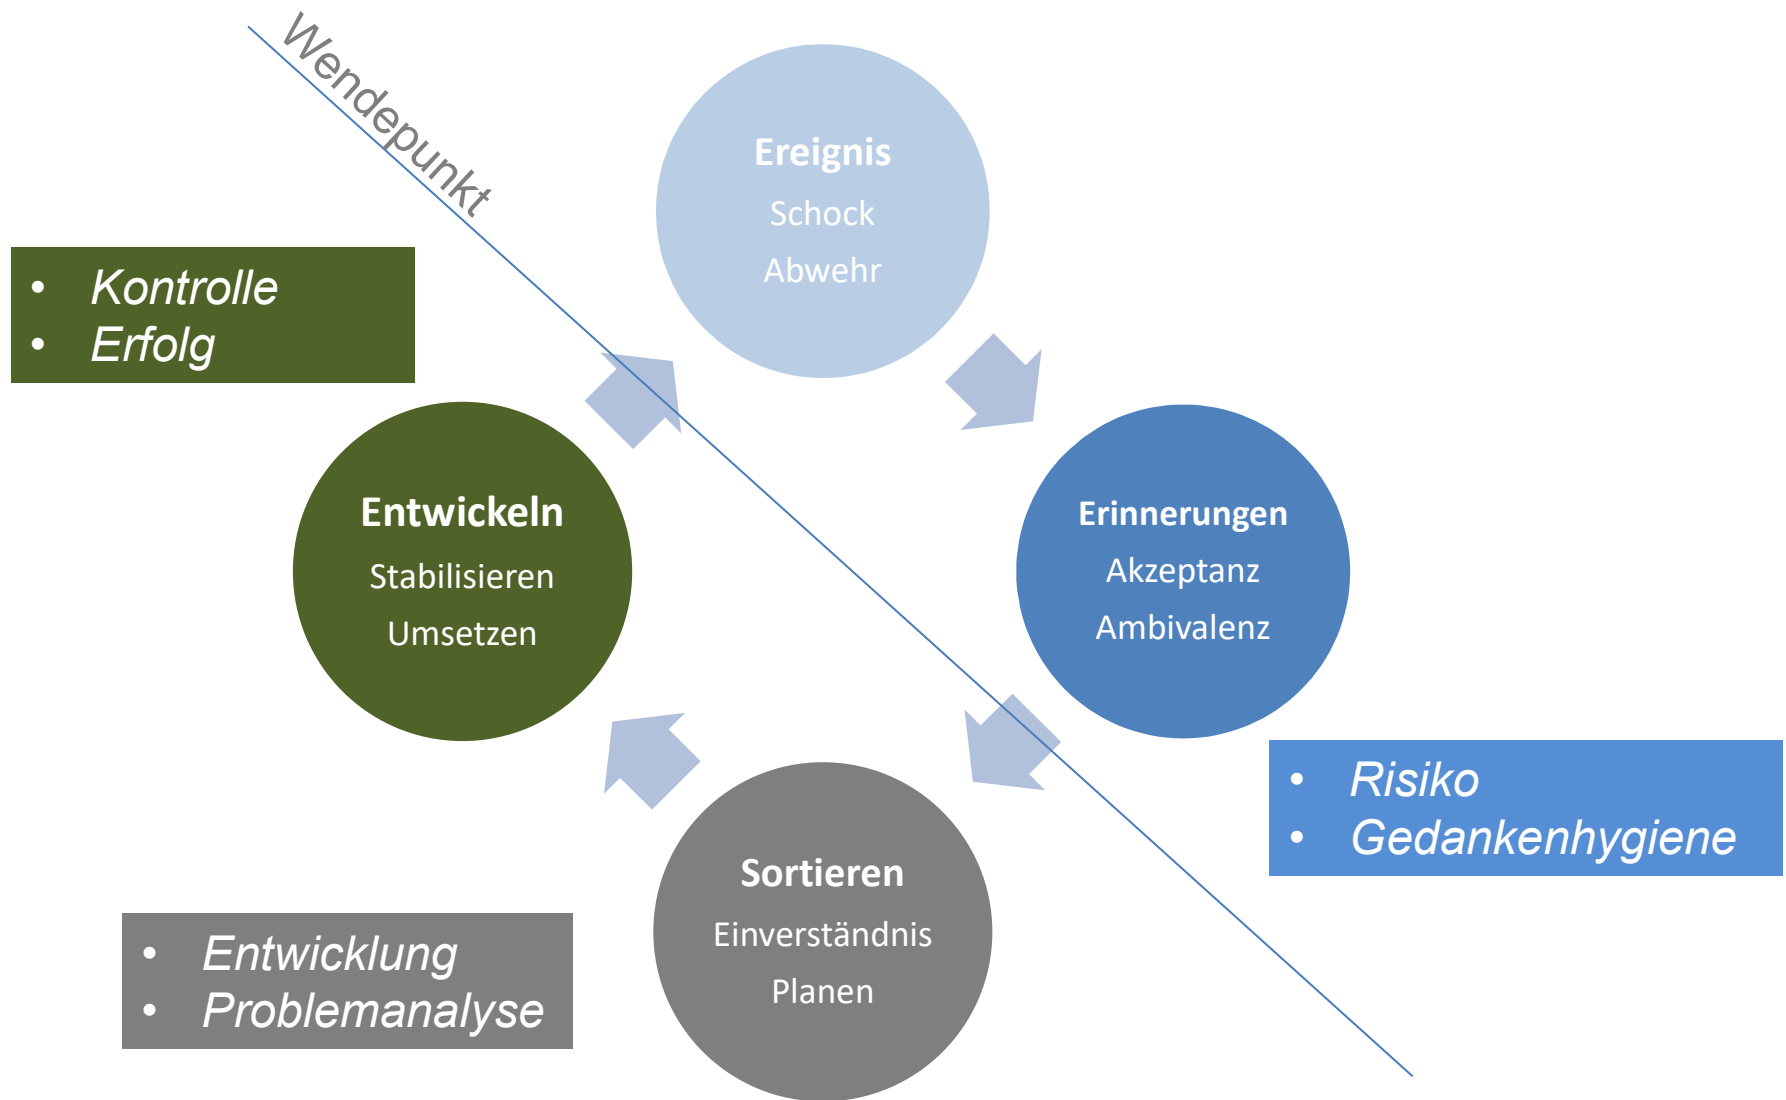 Wendepunkt
Ereignis
Schock
Abwehr
• Kontrolle
• Erfolg
Entwickeln
Stabilisieren
Umsetzen
Erinnerungen
Akzeptanz
Ambivalenz
• Risiko
• Gedankenhygiene
Sortieren
Einverständnis
Planen
• Entwicklung
• Problemanalyse